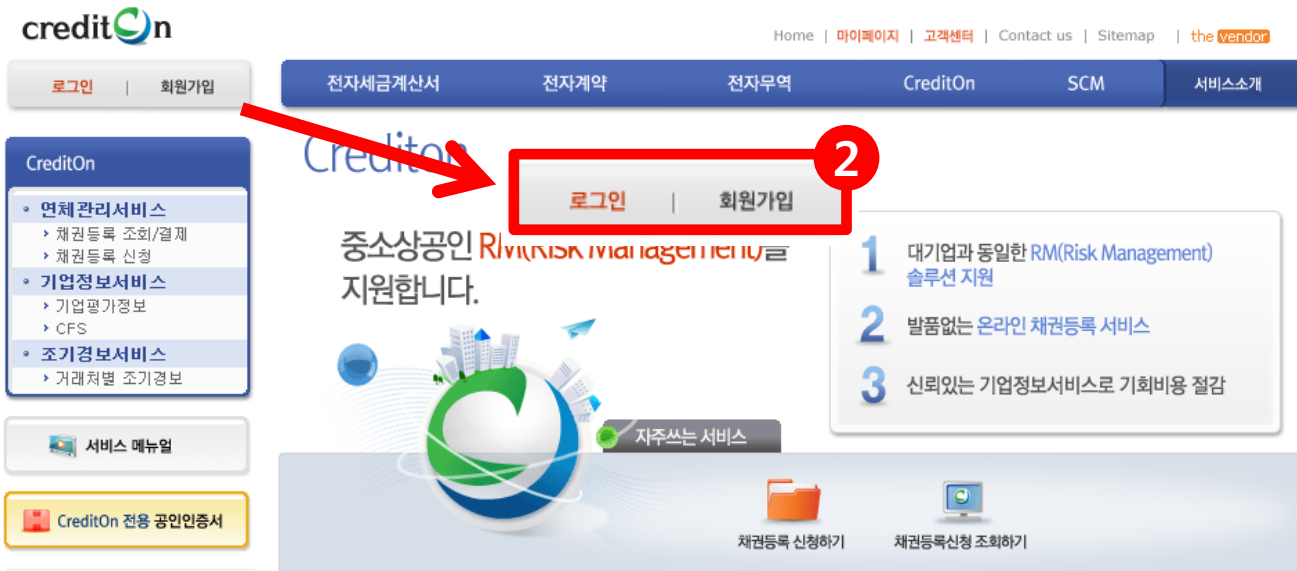 creditOn
Home | 마이페이지 | 고객센터 | Contact us | Sitemap | the vendor
로그인 | 회원가입
전자세금계산서 전자계약 전자무역 CreditOn SCM 서비스소개
CreditOn
연체관리서비스
채권등록 조회/결제
채권등록 신청
기업정보서비스
기업평가정보
CFS
조기경보서비스
거래처별 조기경보
서비스 메뉴얼
CreditOn 전용 공인인증서
Crediton
2
로그인 | 회원가입
중소상공인 RM(Risk Management)를
지원합니다.
1 대기업과 동일한 RM(Risk Management)
솔루션 지원
2 발품없는 온라인 채권등록 서비스
3 신뢰있는 기업정보서비스로 기회비용 절감
자주쓰는 서비스
채권등록 신청하기
채권등록신청 조회하기